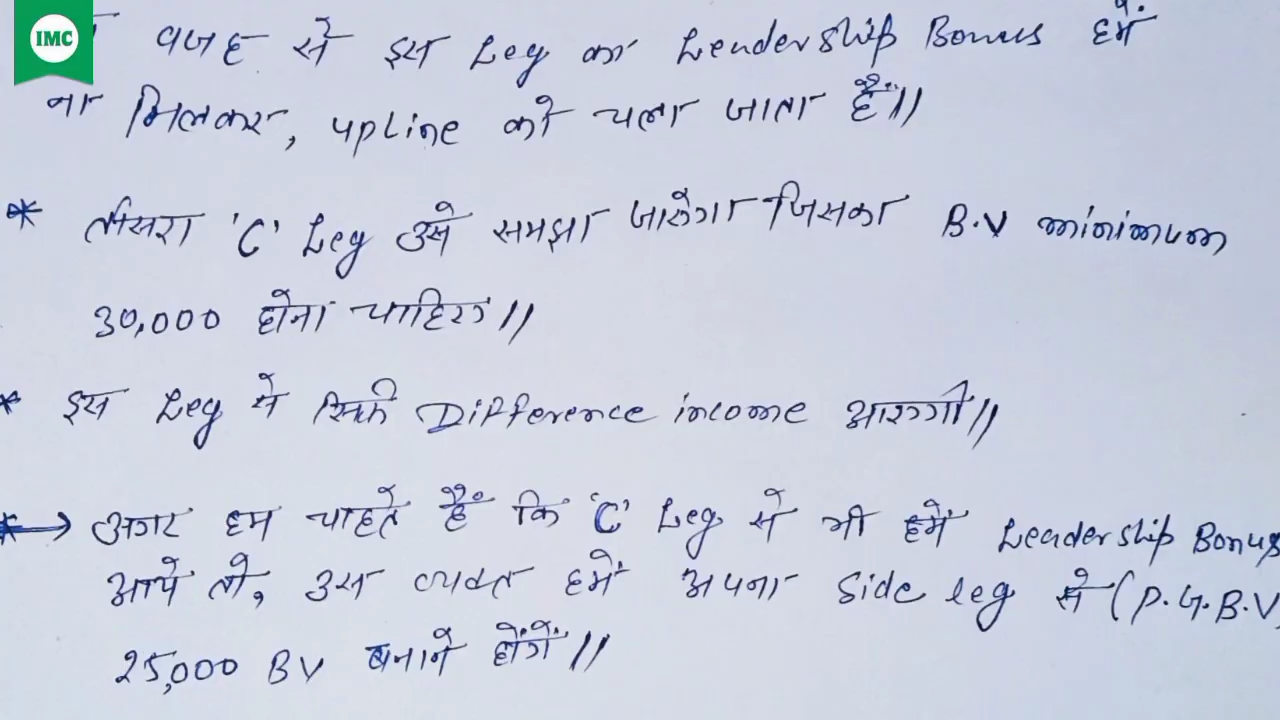 IMC
वजह से इस Leg का Leadership Bonus हमें
ना मिलकर, upline को चला जाता है।।
* तीसरा 'C' Leg उसे समझा जाएगा जिसका B.V minimum
30,000 होना चाहिए।।
* इस Leg से सिर्फ Difference income आएगी।।
*→ अगर हम चाहते हैं कि 'C' Leg से भी हमें Leadership Bonus
आये तो, उस व्यक्त हमें अपना Side leg से (P.G.B.V)
25,000 BV बनाने होंगें।।